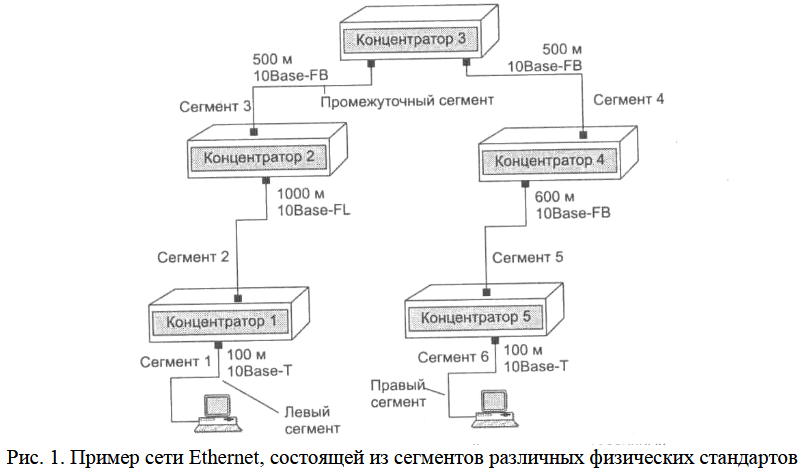 Концентратор 3
500 м
10Base-FB
500 м
10Base-FB
Сегмент 3
Промежуточный сегмент
Сегмент 4
Концентратор 2
Концентратор 4
1000 м
10Base-FL
600 м
10Base-FB
Сегмент 2
Сегмент 5
Концентратор 1
Концентратор 5
Сегмент 1
100 м
10Base-T
Сегмент 6
100 м
10Base-T
Левый
сегмент
Правый
сегмент
Рис. 1. Пример сети Ethernet, состоящей из сегментов различных физических стандартов